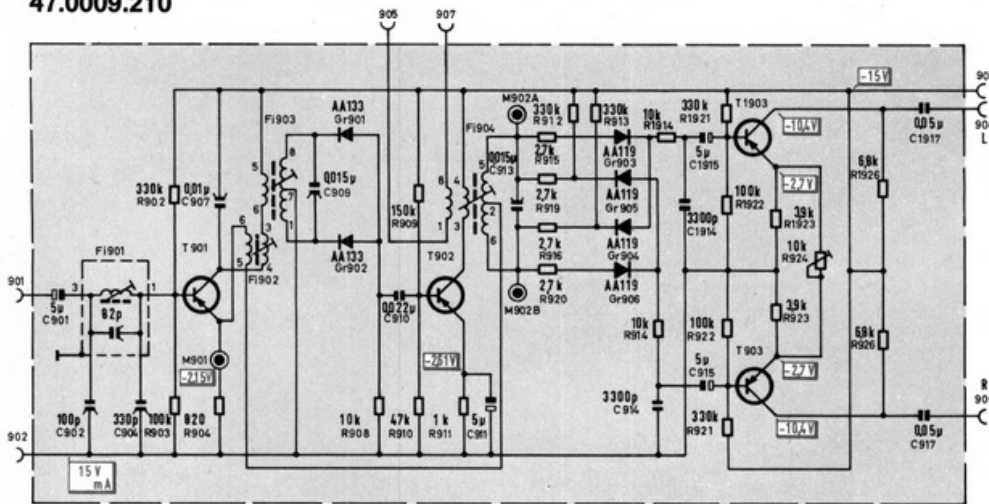 47.0009.210
905 907
901
902
-15V
M902A
M902B
M901
AA133
Gr901
AA133
Gr902
Fi901
Fi902
Fi903
Fi904
330k
R902
0,01µ
C907
T901
82p
5µ
C901
100p
C902
330p
C904
100k
R903
820
R904
-2,15V
0,015µ
C909
150k
R909
T902
0,022µ
C910
-2,61V
10k
R908
47k
R910
1k
R911
5µ
C911
0,015µ
C913
330k
R912
330k
R913
2,7k
R915
2,7k
R919
2,7k
R916
2,7k
R920
AA119
Gr903
AA119
Gr905
AA119
Gr904
AA119
Gr906
10k
R1914
5µ
C1915
3300p
C1914
10k
R914
5µ
C915
3300p
C914
330k
R1921
T1903
-10,4V
-2,7V
100k
R1922
3,9k
R1923
10k
R924
3,9k
R923
100k
R922
T903
-2,7V
-10,4V
330k
R921
0,05µ
C1917
6,8k
R1926
6,8k
R926
0,05µ
C917
L
R
15V
mA